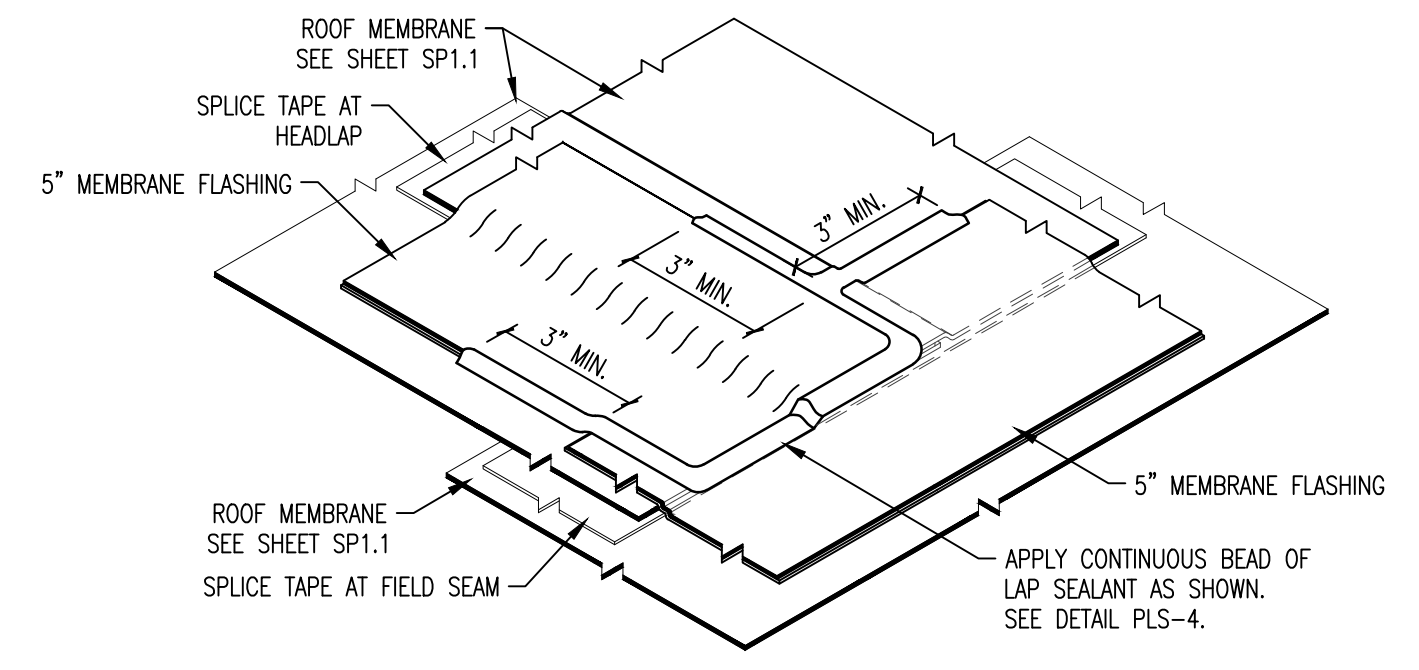 ROOF MEMBRANE
SEE SHEET SP1.1
SPLICE TAPE AT
HEADLAP
5" MEMBRANE FLASHING
3" MIN.
3" MIN.
3" MIN.
5" MEMBRANE FLASHING
ROOF MEMBRANE
SEE SHEET SP1.1
SPLICE TAPE AT FIELD SEAM
APPLY CONTINUOUS BEAD OF
LAP SEALANT AS SHOWN.
SEE DETAIL PLS-4.